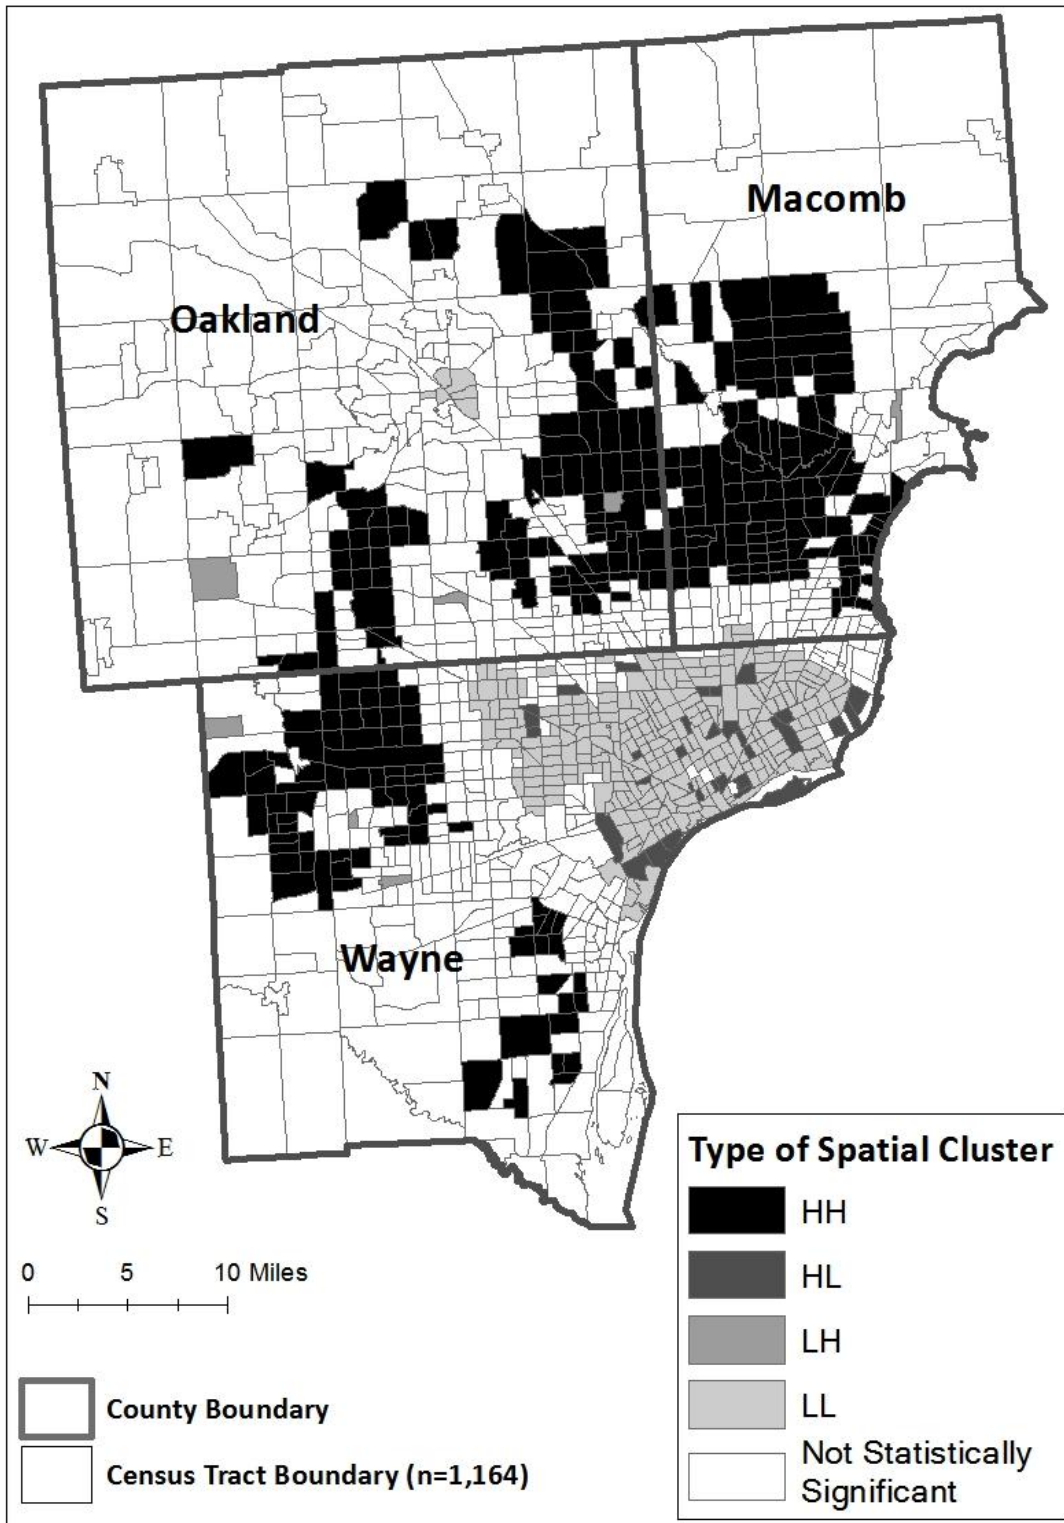 Macomb
Oakland
Wayne
N
W
E
S
0 5 10 Miles
County Boundary
Census Tract Boundary (n=1,164)
Type of Spatial Cluster
HH
HL
LH
LL
Not Statistically
Significant